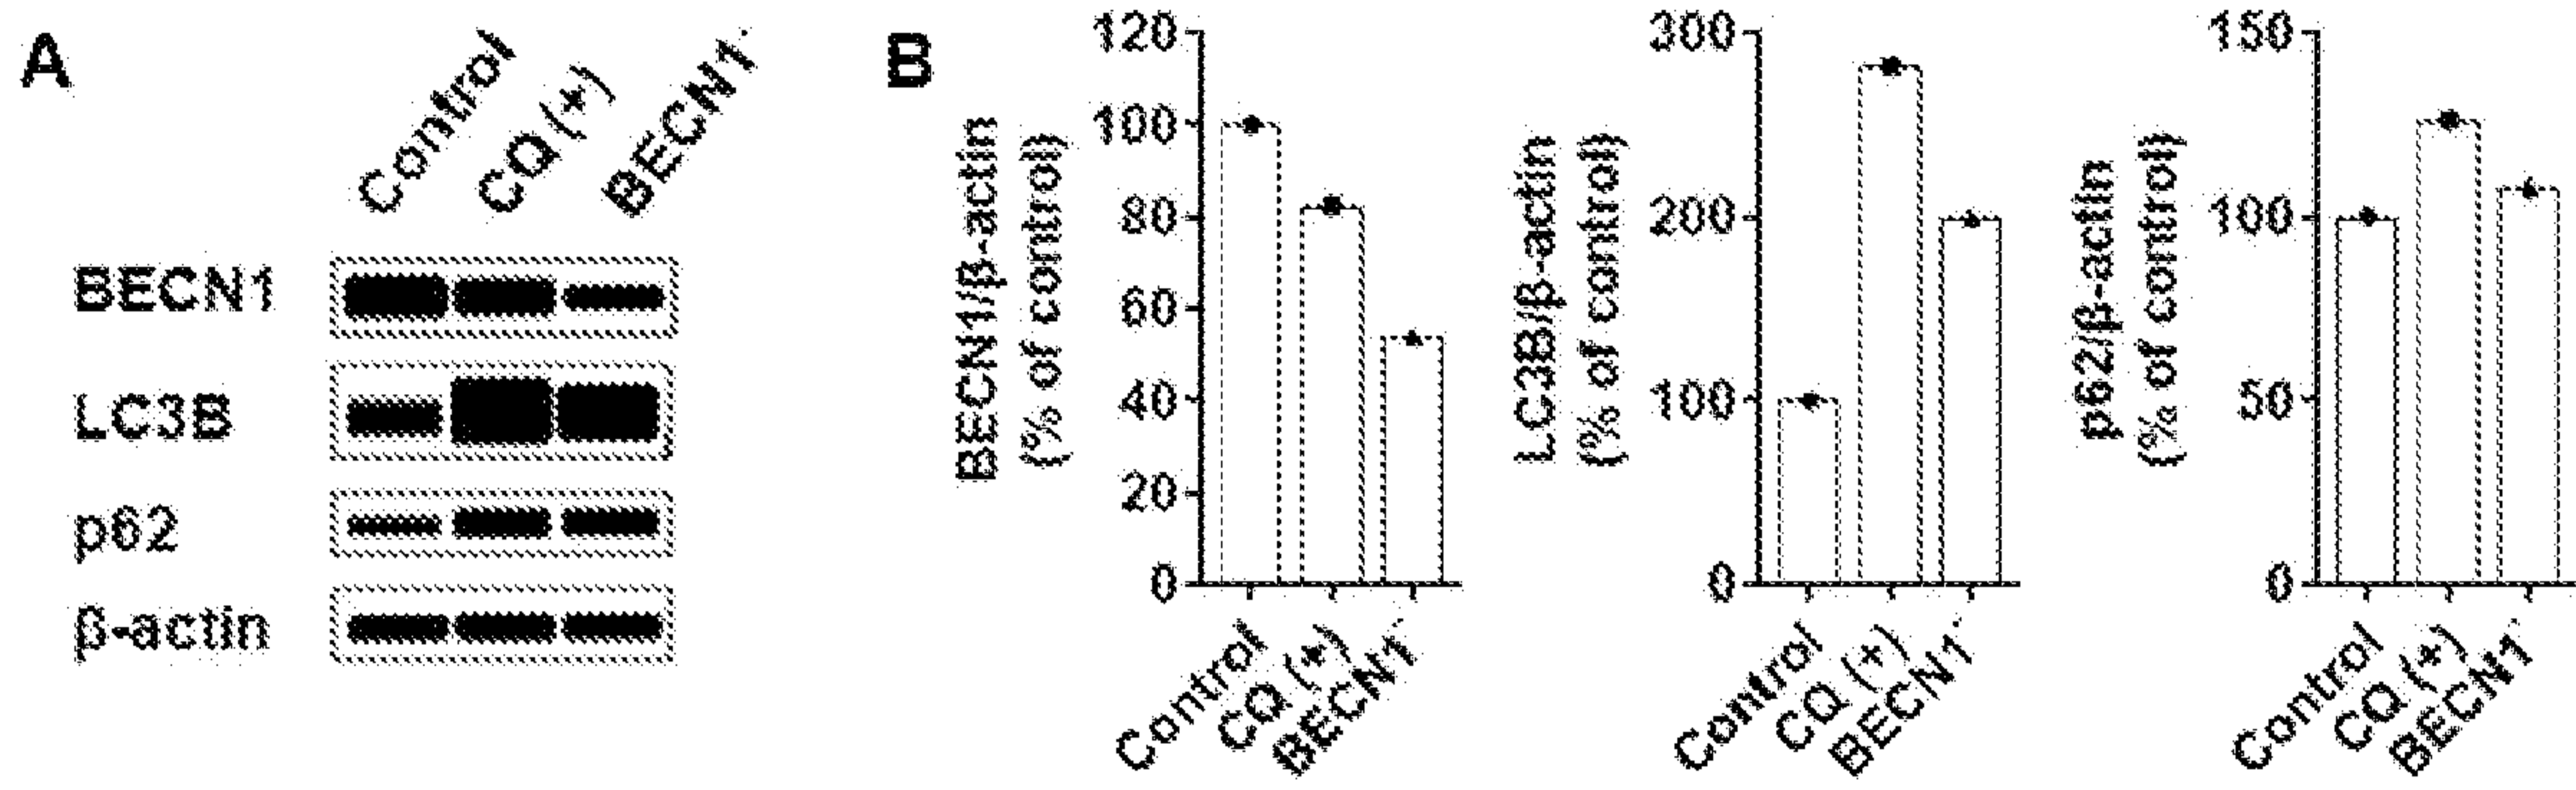 A
Control
CQ (+)
BECN1-
BECN1
LC3B
p62
β-actin
B
BECN1/β-actin
(% of control)
120
100
80
60
40
20
0
Control
CQ (+)
BECN1-
LC3B/β-actin
(% of control)
300
200
100
0
Control
CQ (+)
BECN1-
p62/β-actin
(% of control)
150
100
50
0
Control
CQ (+)
BECN1-